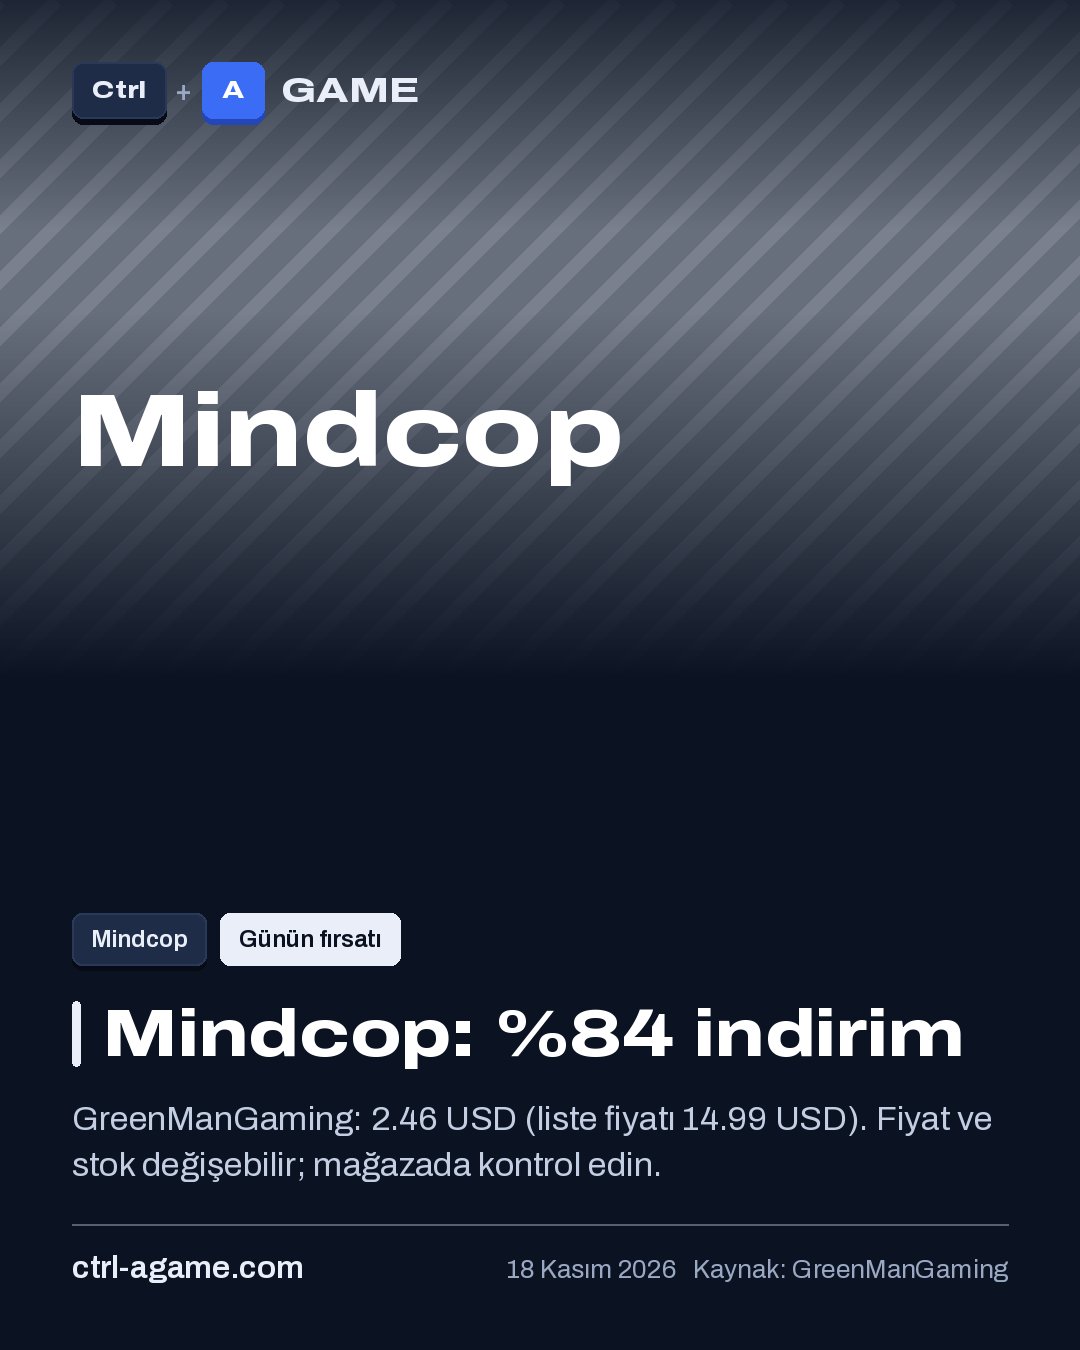 Ctrl + A GAME
Mindcop
Mindcop Günün fırsatı
Mindcop: %84 indirim
GreenManGaming: 2.46 USD (liste fiyatı 14.99 USD). Fiyat ve
stok değişebilir; mağazada kontrol edin.
ctrl-agame.com 18 Kasım 2026 Kaynak: GreenManGaming